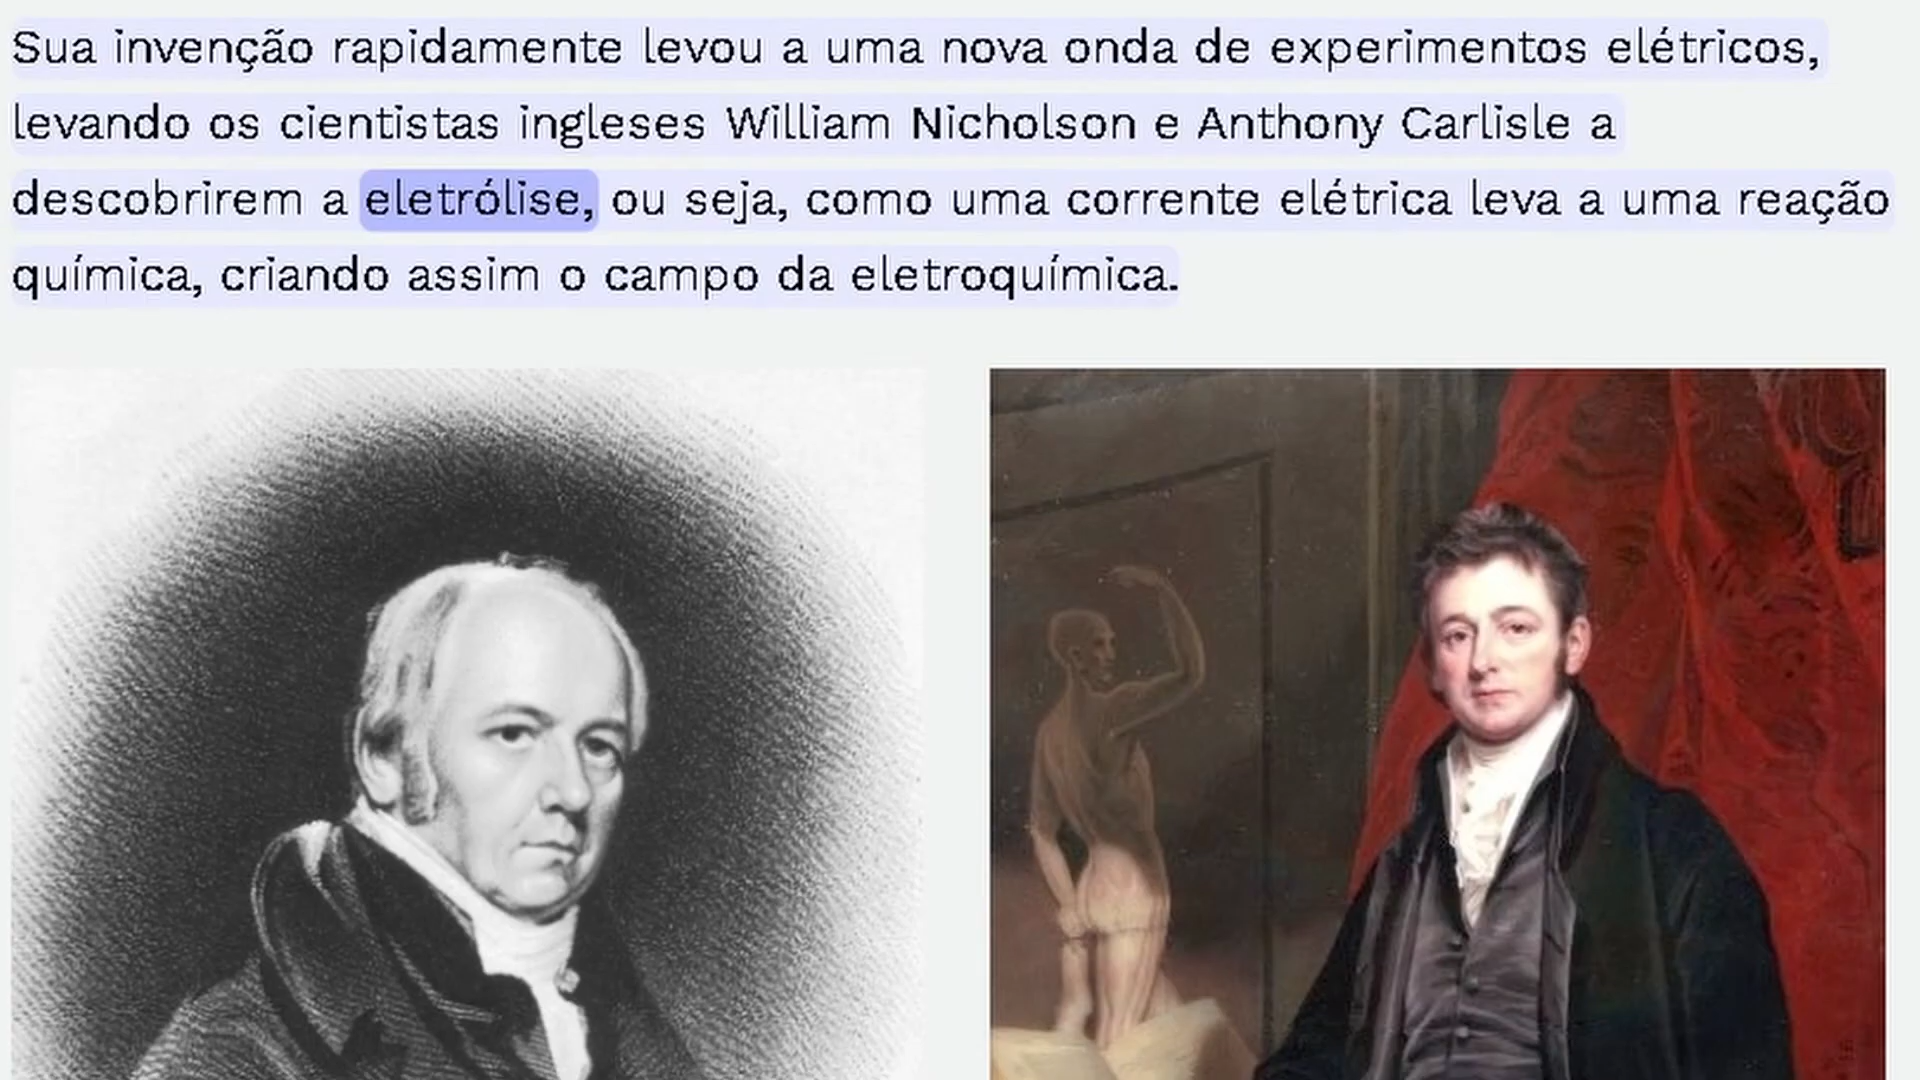 Sua invenção rapidamente levou a uma nova onda de experimentos elétricos,
levando os cientistas ingleses William Nicholson e Anthony Carlisle a
descobrirem a eletrólise, ou seja, como uma corrente elétrica leva a uma reação
química, criando assim o campo da eletroquímica.